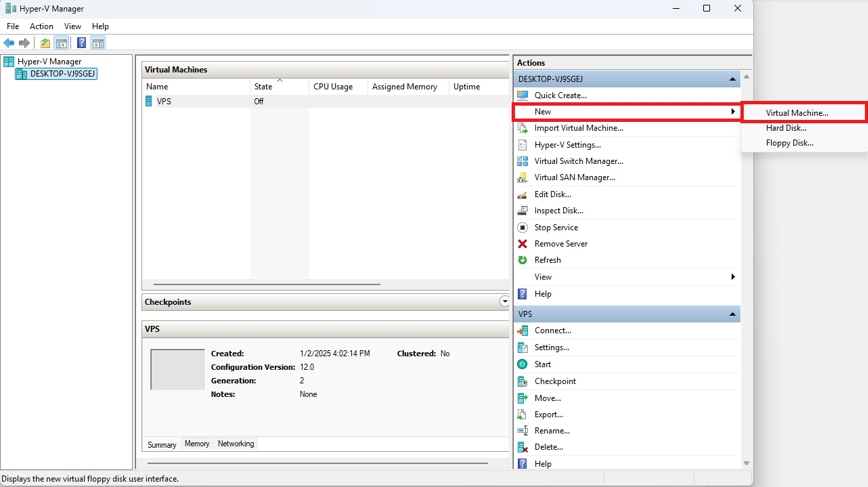 Hyper-V Manager
File Action View Help
Hyper-V Manager
DESKTOP-VJ9SGEJ
Virtual Machines
Name State CPU Usage Assigned Memory Uptime
VPS Off
Checkpoints
VPS
Created: 1/2/2025 4:02:14 PM Clustered: No
Configuration Version: 12.0
Generation: 2
Notes: None
Summary Memory Networking
Actions
DESKTOP-VJ9SGEJ
Quick Create...
New
Import Virtual Machine...
Hyper-V Settings...
Virtual Switch Manager...
Virtual SAN Manager...
Edit Disk...
Inspect Disk...
Stop Service
Remove Server
Refresh
View
Help
VPS
Connect...
Settings...
Start
Checkpoint
Move...
Export...
Rename...
Delete...
Help
Virtual Machine...
Hard Disk...
Floppy Disk...
Displays the new virtual floppy disk user interface.